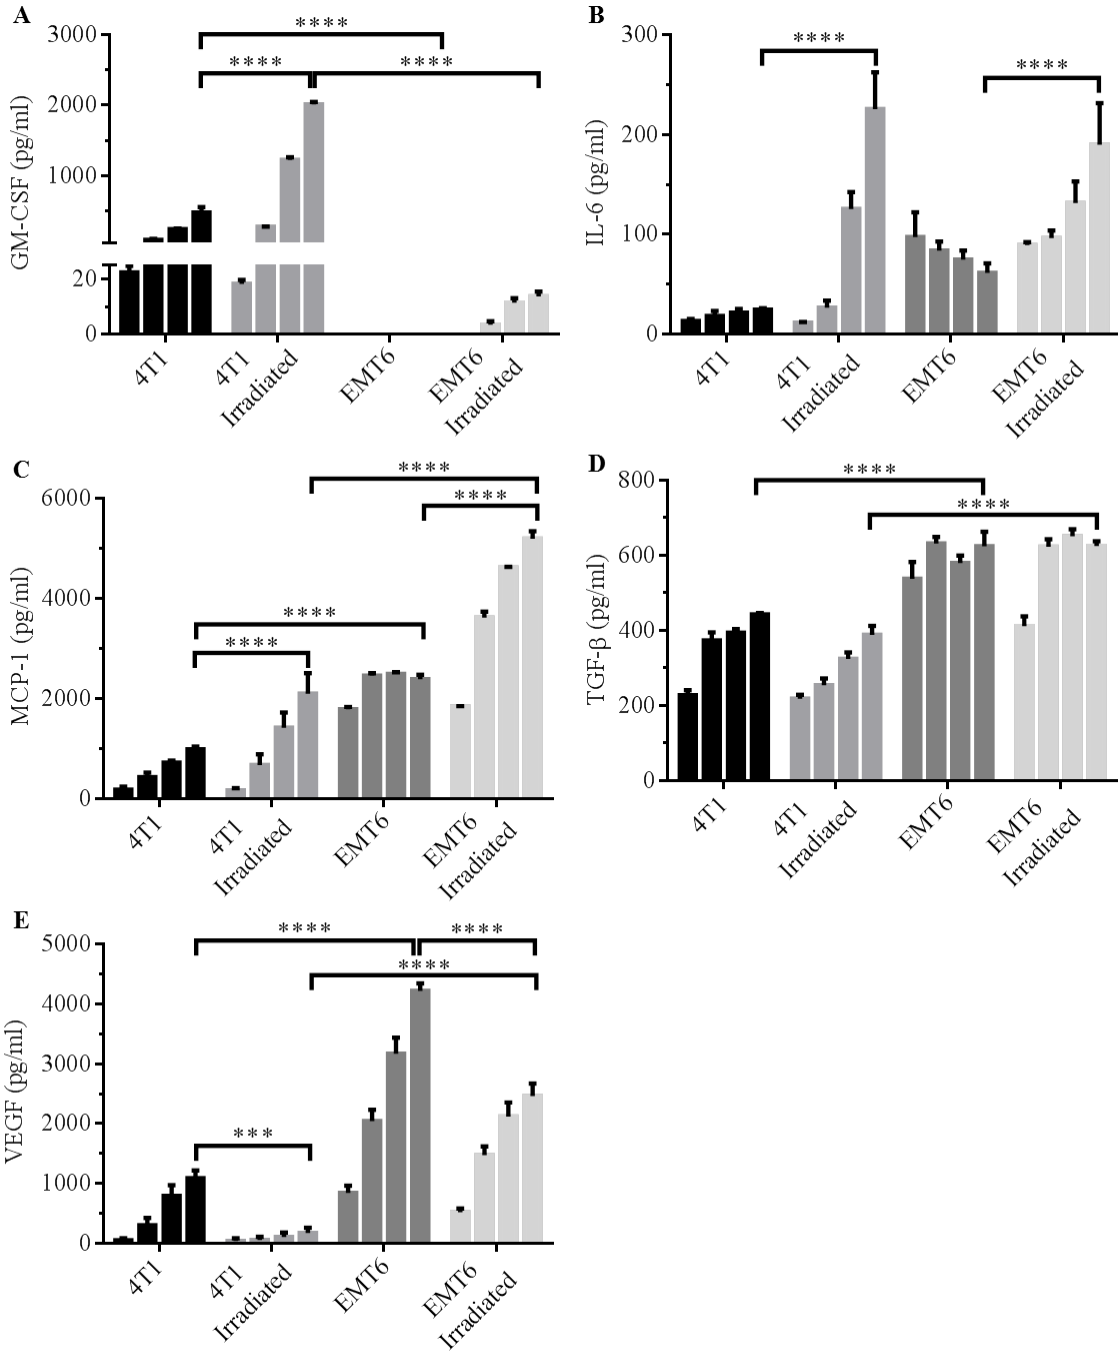 A
GM-CSF (pg/ml)
3000
2000
1000
20
0
****
****
****
4T1
4T1
Irradiated
EMT6
EMT6
Irradiated
B
IL-6 (pg/ml)
300
200
100
0
****
****
4T1
4T1
Irradiated
EMT6
EMT6
Irradiated
C
MCP-1 (pg/ml)
6000
4000
2000
0
****
****
****
****
4T1
4T1
Irradiated
EMT6
EMT6
Irradiated
D
TGF-β (pg/ml)
800
600
400
200
0
****
****
4T1
4T1
Irradiated
EMT6
EMT6
Irradiated
E
VEGF (pg/ml)
5000
4000
3000
2000
1000
0
****
****
****
***
4T1
4T1
Irradiated
EMT6
EMT6
Irradiated